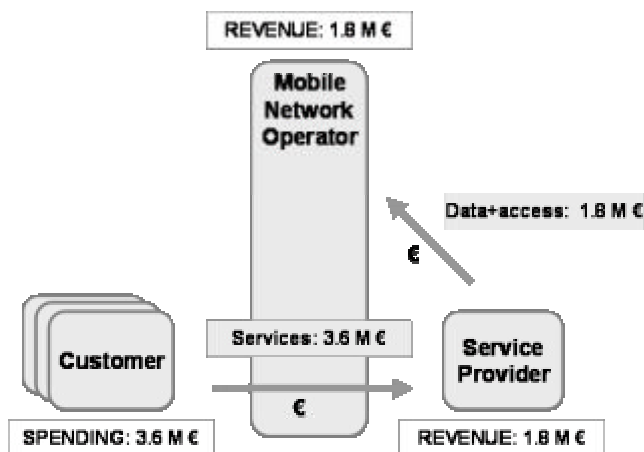 REVENUE: 1.8 M €
Mobile
Network
Operator
Data+access: 1.8 M €
€
Services: 3.6 M €
Customer
Service
Provider
€
SPENDING: 3.6 M €
REVENUE: 1.8 M €